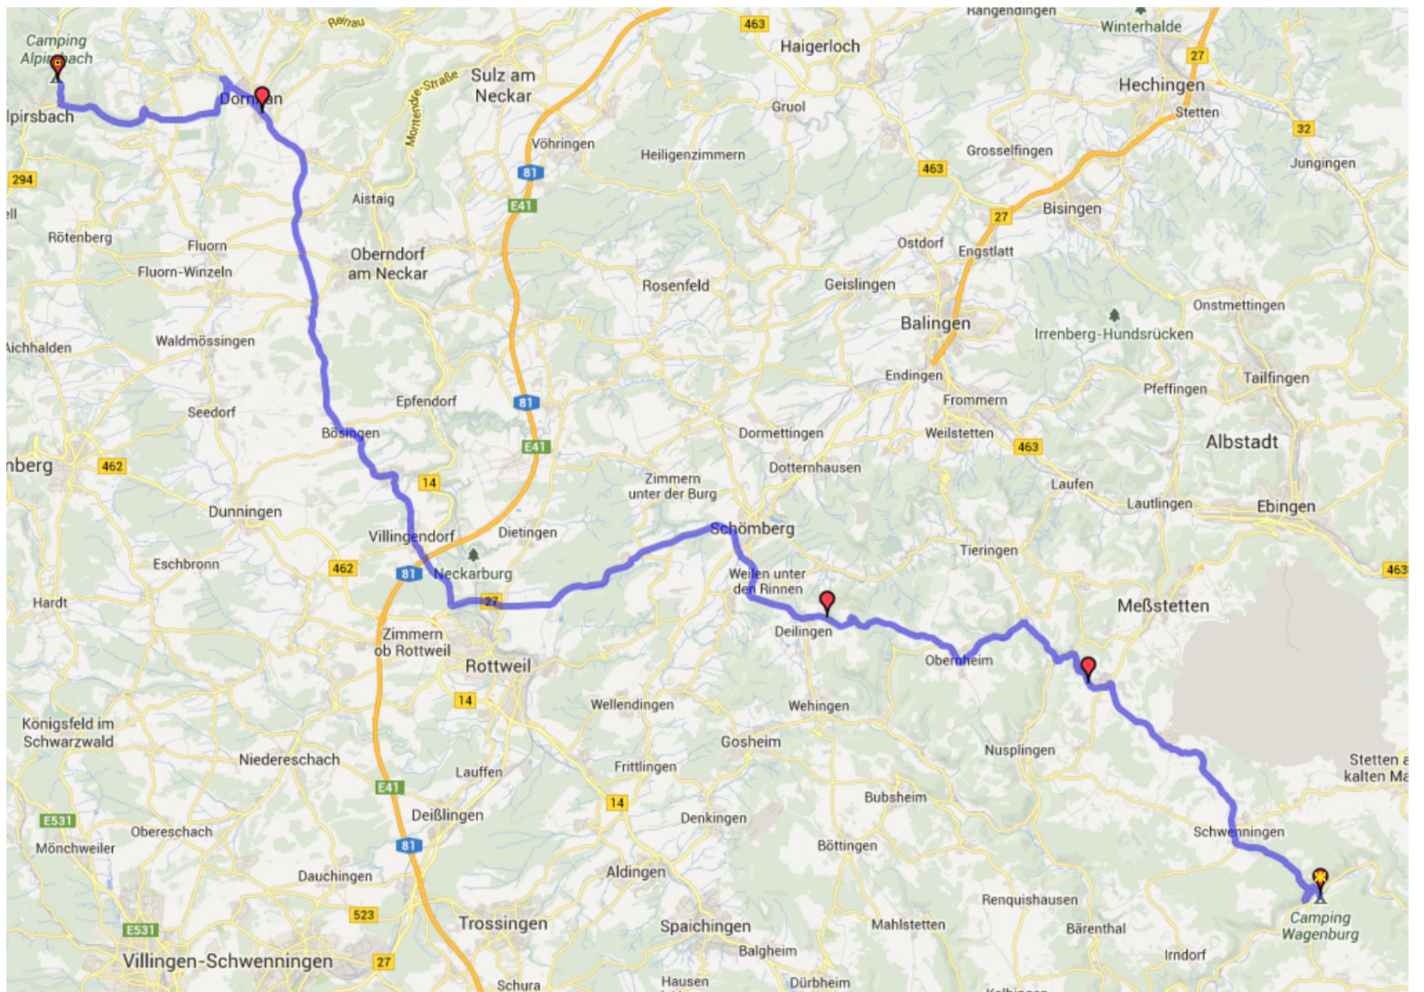 Rangendingen
463
Winterhalde
Camping
Alpirsbach
Haigerloch
27
Sulz am
Neckar
Hechingen
Montendre-Straße
Gruol
Stetten
lpirsbach
32
Vöhringen
Heiligenzimmern
Grosselfingen
Jungingen
81
463
294
Aistaig
E41
27
Bisingen
ell
Rötenberg
Fluorn
Ostdorf
Engstlatt
Oberndorf
am Neckar
Fluorn-Winzeln
Rosenfeld
Geislingen
Onstmettingen
Balingen
Irrenberg-Hundsrücken
Aichhalden
Waldmössingen
Endingen
Pfeffingen
Tailfingen
Seedorf
Epfendorf
81
Frommern
Bösingen
E41
Dormettingen
Weilstetten
463
Albstadt
nberg
462
Dotternhausen
14
Zimmern
unter der Burg
Laufen
Lautlingen
Ebingen
Dunningen
Villingendorf
Dietingen
Schömberg
Tieringen
Eschbronn
462
81
Neckarburg
Weilen unter
den Rinnen
463
Hardt
27
Meßstetten
Zimmern
ob Rottweil
Deilingen
Rottweil
Obernheim
14
Wellendingen
Wehingen
Königsfeld im
Schwarzwald
Gosheim
Nusplingen
Niedereschach
Lauffen
Frittlingen
Stetten a
kalten Ma
E41
Bubsheim
14
E531
Deißlingen
Denkingen
Obereschach
Schwenningen
Mönchweiler
81
Böttingen
Dauchingen
Aldingen
Renquishausen
523
Trossingen
Spaichingen
Mahlstetten
Bärenthal
Camping
Wagenburg
E531
Balgheim
Irndorf
Villingen-Schwenningen
27
Schura
Hausen
Dürbheim